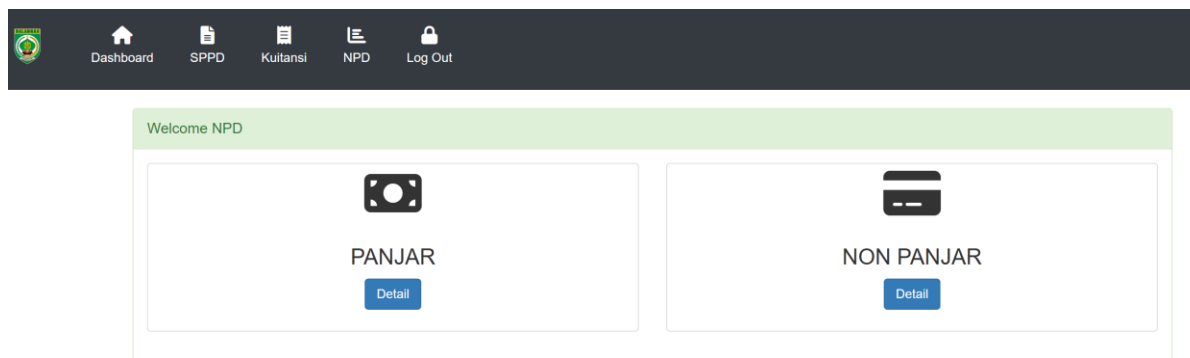 Dashboard
SPPD
Kuitansi
NPD
Log Out
Welcome NPD
PANJAR
Detail
NON PANJAR
Detail